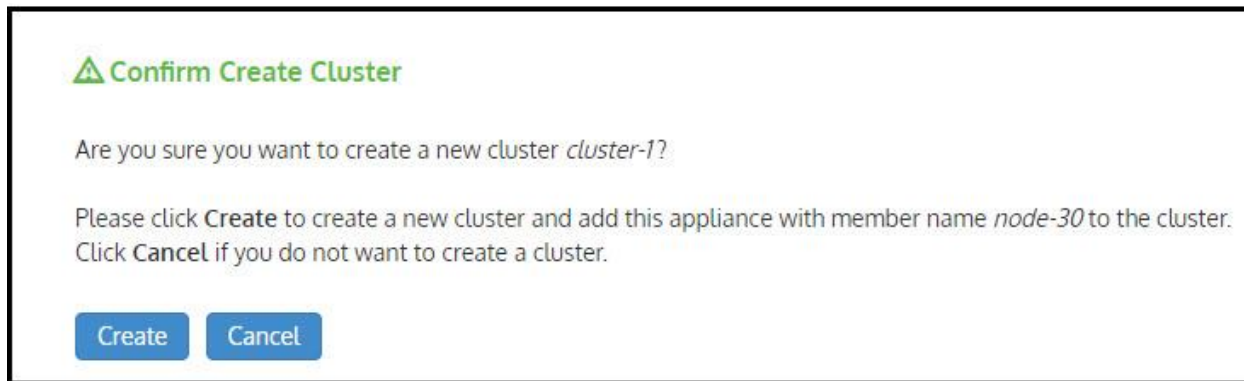 Confirm Create Cluster
Are you sure you want to create a new cluster cluster-1?
Please click Create to create a new cluster and add this appliance with member name node-30 to the cluster.
Click Cancel if you do not want to create a cluster.
Create Cancel